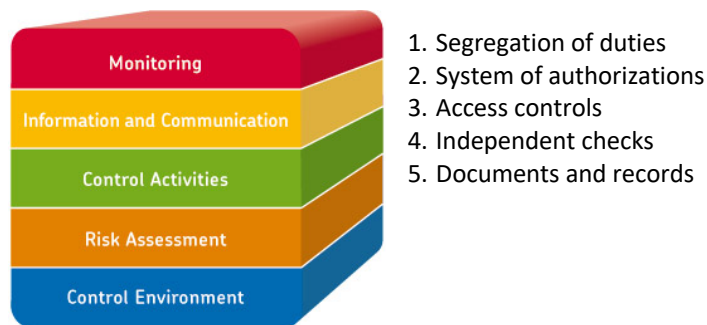 Monitoring
Information and Communication
Control Activities
Risk Assessment
Control Environment
1. Segregation of duties
2. System of authorizations
3. Access controls
4. Independent checks
5. Documents and records